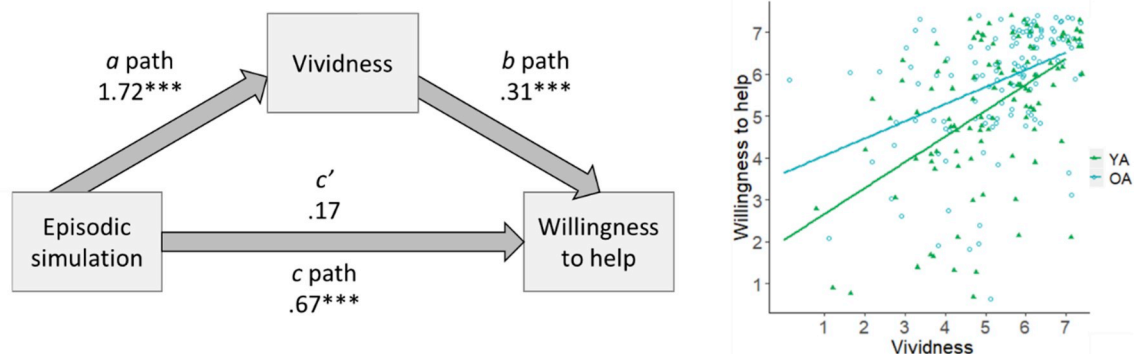 a path
1.72***
Vividness
b path
.31***
c’
.17
Episodic
simulation
Willingness
to help
c path
.67***
Willingness to help
7
6
5
4
3
2
1
1 2 3 4 5 6 7
Vividness
YA
OA